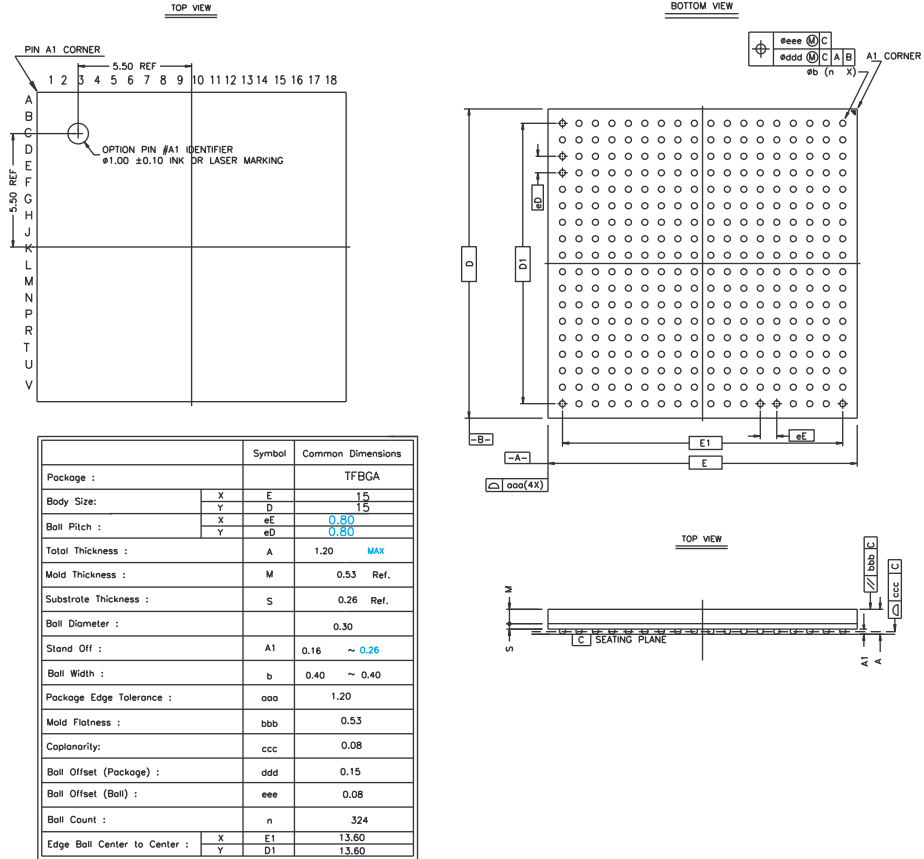 TOP VIEW
PIN A1 CORNER
5.50 REF
1 2 3 4 5 6 7 8 9 10 11 12 13 14 15 16 17 18
A
B
C
D
E
F
G
H
J
K
L
M
N
P
R
T
U
V
5.50 REF
OPTION PIN #A1 IDENTIFIER
ø1.00 ±0.10 INK OR LASER MARKING
BOTTOM VIEW
øeee Ⓜ C
øddd Ⓜ C A B
øb (n X)
A1 CORNER
eD
D
D1
-B-
E1
eE
-A-
E
aaa(4X)
Symbol Common Dimensions
Package : TFBGA
Body Size: X E 15
Y D 15
Ball Pitch : X eE 0.80
Y eD 0.80
Total Thickness : A 1.20 MAX
Mold Thickness : M 0.53 Ref.
Substrate Thickness : S 0.26 Ref.
Ball Diameter : 0.30
Stand Off : A1 0.16 ~ 0.26
Ball Width : b 0.40 ~ 0.40
Package Edge Tolerance : aaa 1.20
Mold Flatness : bbb 0.53
Coplanarity: ccc 0.08
Ball Offset (Package) : ddd 0.15
Ball Offset (Ball) : eee 0.08
Ball Count : n 324
Edge Ball Center to Center : X E1 13.60
Y D1 13.60
TOP VIEW
M
S
C SEATING PLANE
// bbb C
ccc C
A1
A